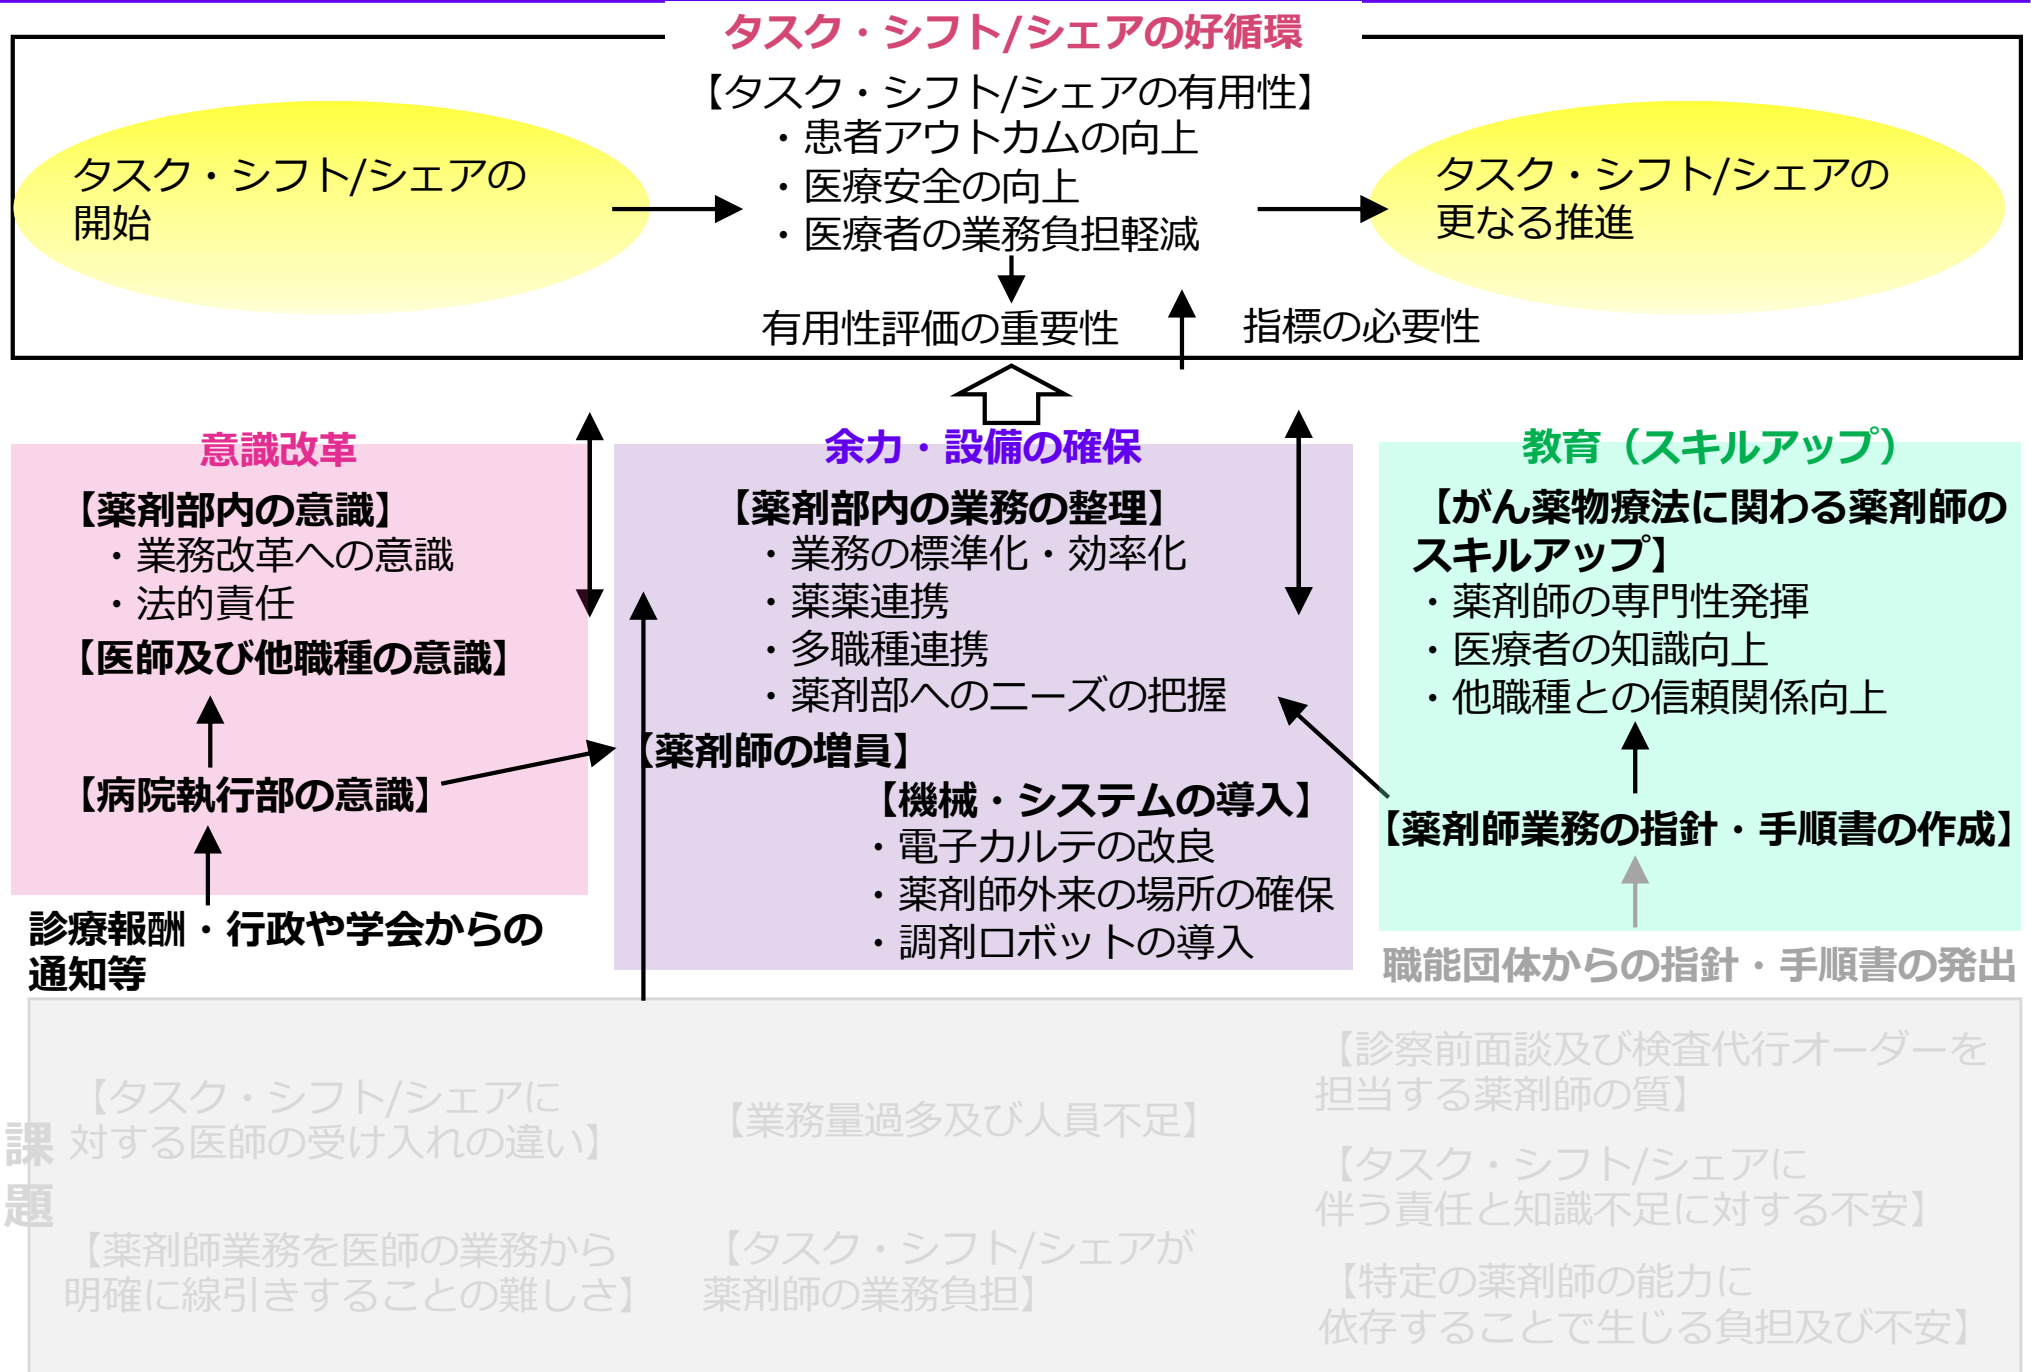 タスク・シフト/シェアの好循環
【タスク・シフト/シェアの有用性】
・患者アウトカムの向上
・医療安全の向上
・医療者の業務負担軽減
タスク・シフト/シェアの
開始
タスク・シフト/シェアの
更なる推進
有用性評価の重要性
指標の必要性
意識改革
【薬剤部内の意識】
・業務改革への意識
・法的責任
【医師及び他職種の意識】
【病院執行部の意識】
診療報酬・行政や学会からの
通知等
余力・設備の確保
【薬剤部内の業務の整理】
・業務の標準化・効率化
・薬薬連携
・多職種連携
・薬剤部へのニーズの把握
【薬剤師の増員】
【機械・システムの導入】
・電子カルテの改良
・薬剤師外来の場所の確保
・調剤ロボットの導入
教育（スキルアップ）
【がん薬物療法に関わる薬剤師の
スキルアップ】
・薬剤師の専門性発揮
・医療者の知識向上
・他職種との信頼関係向上
【薬剤師業務の指針・手順書の作成】
職能団体からの指針・手順書の発出
課
題
【タスク・シフト/シェアに
対する医師の受け入れの違い】
【薬剤師業務を医師の業務から
明確に線引きすることの難しさ】
【業務量過多及び人員不足】
【タスク・シフト/シェアが
薬剤師の業務負担】
【診察前面談及び検査代行オーダーを
担当する薬剤師の質】
【タスク・シフト/シェアに
伴う責任と知識不足に対する不安】
【特定の薬剤師の能力に
依存することで生じる負担及び不安】